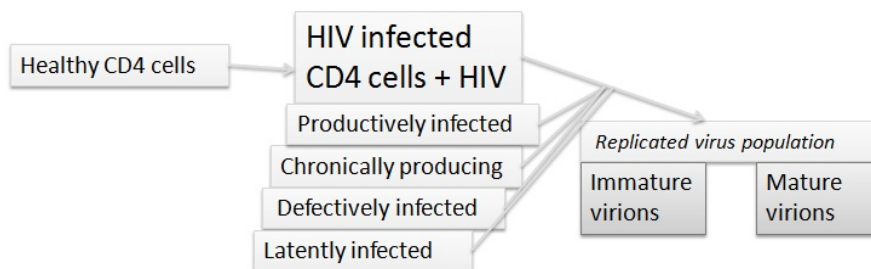 Healthy CD4 cells
HIV infected
CD4 cells + HIV
Productively infected
Chronically producing
Defectively infected
Latently infected
Replicated virus population
Immature
virions
Mature
virions